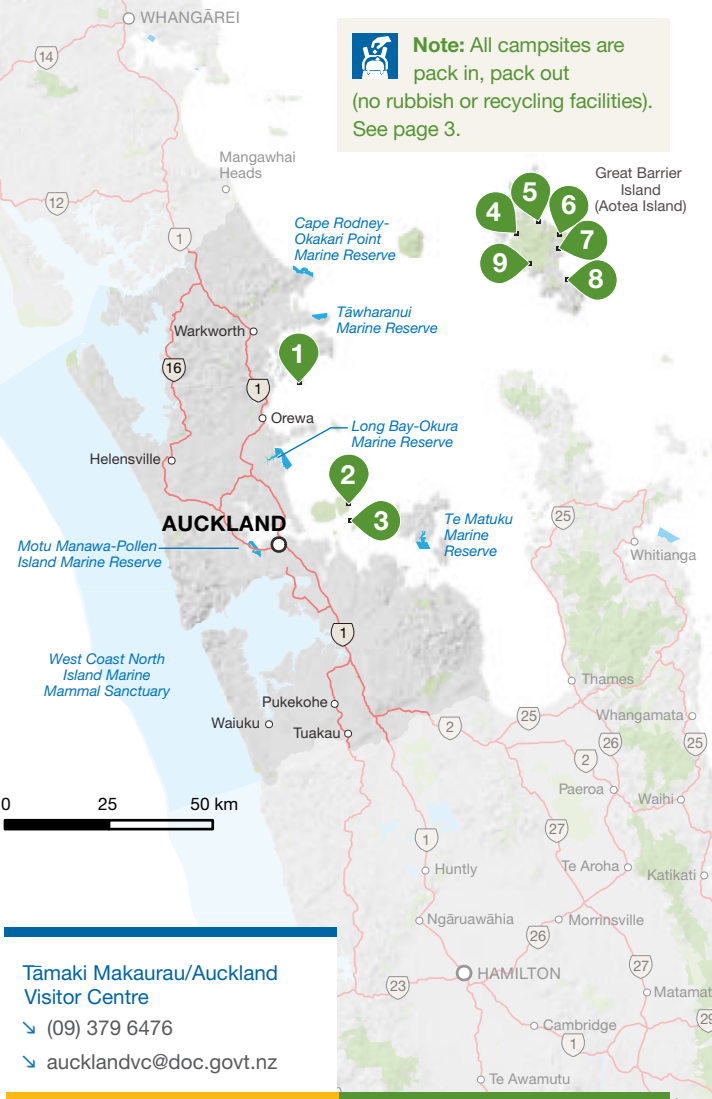 WHANGĀREI
14
Note: All campsites are
pack in, pack out
(no rubbish or recycling facilities).
See page 3.
Mangawhai
Heads
12
1
Great Barrier
Island
(Aotea Island)
4
5
6
7
8
9
Cape Rodney-
Okakari Point
Marine Reserve
Tāwharanui
Marine Reserve
Warkworth
1
16
1
Orewa
Long Bay-Okura
Marine Reserve
Helensville
2
3
AUCKLAND
Te Matuku
Marine
Reserve
25
Whitianga
Motu Manawa-Pollen
Island Marine Reserve
1
West Coast North
Island Marine
Mammal Sanctuary
Thames
Pukekohe
Waiuku
Tuakau
2
25
Whangamata
26
25
2
Paeroa
Waihi
0 25 50 km
27
1
Huntly
Te Aroha
Katikati
Ngāruawāhia
Morrinsville
26
HAMILTON
27
23
Matamat
29
Cambridge
1
Te Awamutu
Tāmaki Makaurau/Auckland
Visitor Centre
(09) 379 6476
aucklandvc@doc.govt.nz